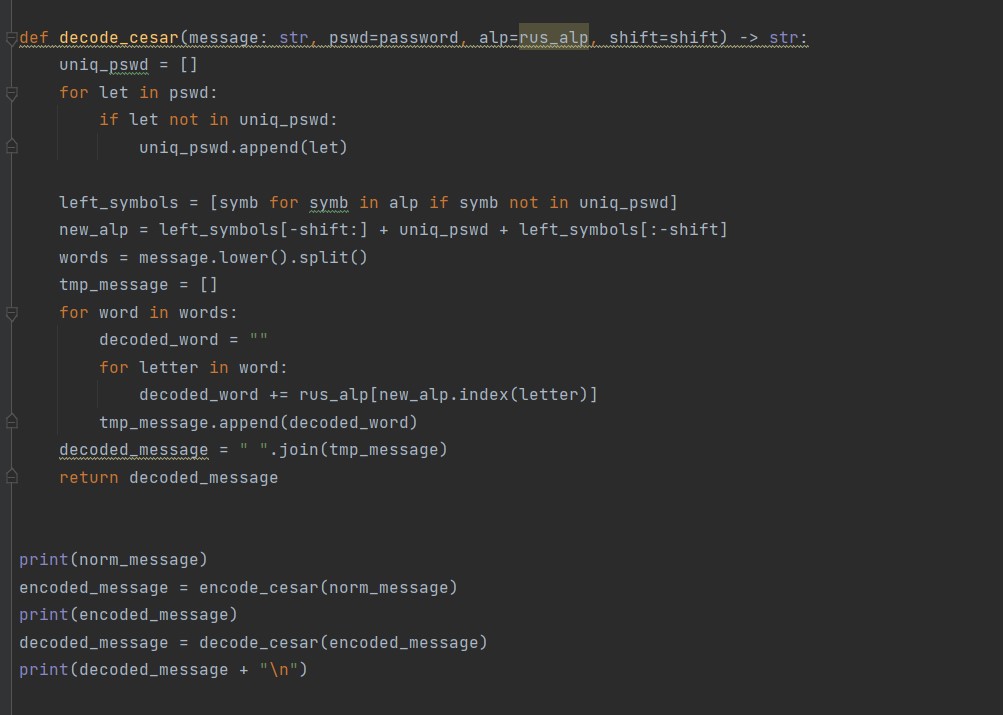 def decode_cesar(message: str, pswd=password, alp=rus_alp, shift=shift) -> str:
    uniq_pswd = []
    for let in pswd:
        if let not in uniq_pswd:
            uniq_pswd.append(let)
    left_symbols = [symb for symb in alp if symb not in uniq_pswd]
    new_alp = left_symbols[-shift:] + uniq_pswd + left_symbols[:-shift]
    words = message.lower().split()
    tmp_message = []
    for word in words:
        decoded_word = ""
        for letter in word:
            decoded_word += rus_alp[new_alp.index(letter)]
        tmp_message.append(decoded_word)
    decoded_message = " ".join(tmp_message)
    return decoded_message
print(norm_message)
encoded_message = encode_cesar(norm_message)
print(encoded_message)
decoded_message = decode_cesar(encoded_message)
print(decoded_message + "\n")